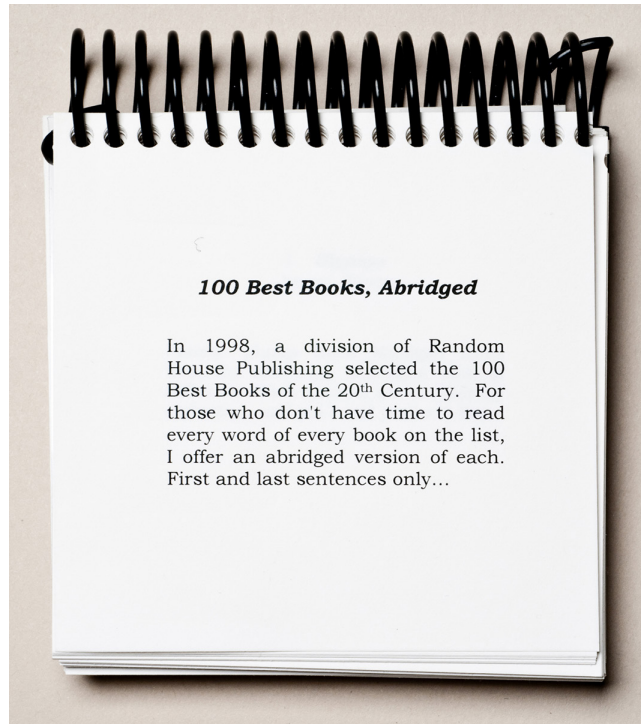 100 Best Books, Abridged
In 1998, a division of Random
House Publishing selected the 100
Best Books of the 20th Century. For
those who don't have time to read
every word of every book on the list,
I offer an abridged version of each.
First and last sentences only...